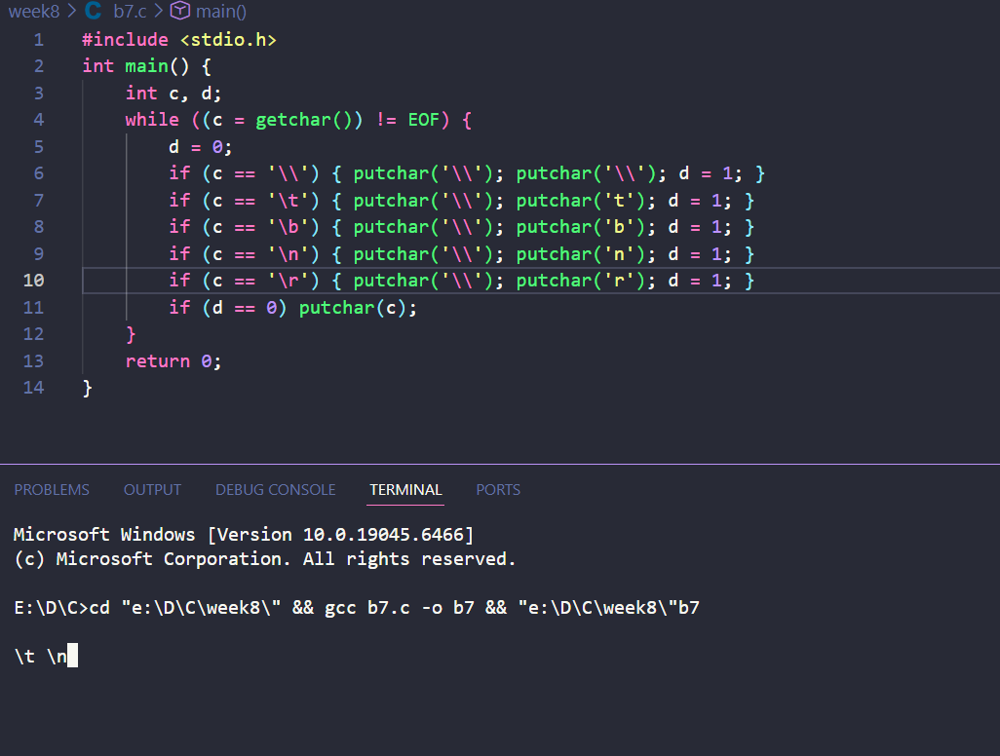 week8 > C b7.c > main()
1 #include <stdio.h>
2 int main() {
3     int c, d;
4     while ((c = getchar()) != EOF) {
5         d = 0;
6         if (c == '\\') { putchar('\\'); putchar('\\'); d = 1; }
7         if (c == '\t') { putchar('\\'); putchar('t'); d = 1; }
8         if (c == '\b') { putchar('\\'); putchar('b'); d = 1; }
9         if (c == '\n') { putchar('\\'); putchar('n'); d = 1; }
10         if (c == '\r') { putchar('\\'); putchar('r'); d = 1; }
11         if (d == 0) putchar(c);
12     }
13     return 0;
14 }
PROBLEMS OUTPUT DEBUG CONSOLE TERMINAL PORTS
Microsoft Windows [Version 10.0.19045.6466]
(c) Microsoft Corporation. All rights reserved.
E:\D\C>cd "e:\D\C\week8\" && gcc b7.c -o b7 && "e:\D\C\week8\"b7
\t \n